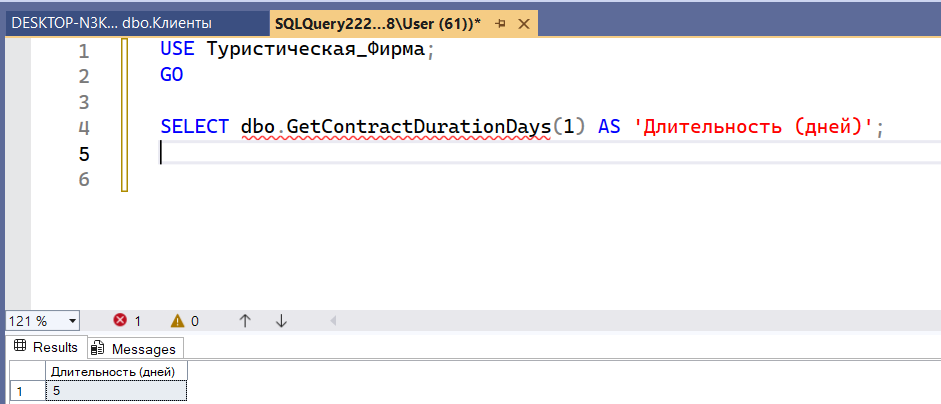 DESKTOP-N3K... dbo.Клиенты
SQLQuery222...8\User (61))*
1 USE Туристическая_Фирма;
2 GO
3
4 SELECT dbo.GetContractDurationDays(1) AS 'Длительность (дней)';
5
6
121 % 1 0
Results Messages
Длительность (дней)
1 5